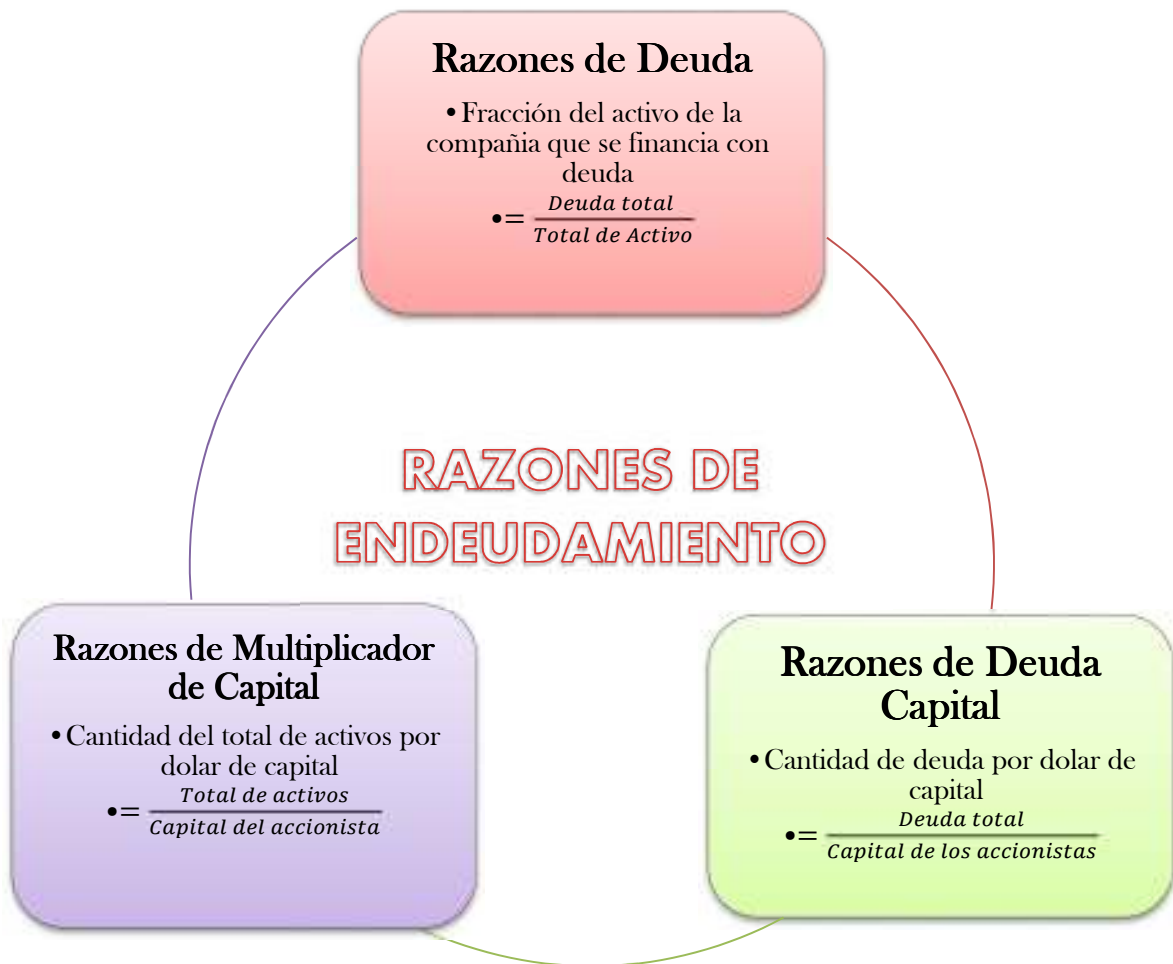 Razones de Deuda
• Fracción del activo de la
compañia que se financia con
deuda
•= Deuda total
Total de Activo
RAZONES DE
ENDEUDAMIENTO
Razones de Multiplicador
de Capital
• Cantidad del total de activos por
dolar de capital
•= Total de activos
Capital del accionista
Razones de Deuda
Capital
• Cantidad de deuda por dolar de
capital
•= Deuda total
Capital de los accionistas